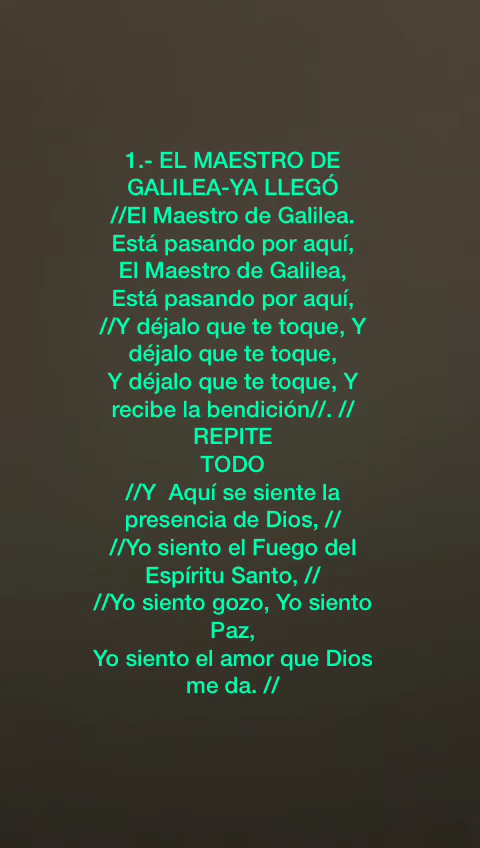 1.- EL MAESTRO DE
GALILEA-YA LLEGÓ
//El Maestro de Galilea.
Está pasando por aquí,
El Maestro de Galilea,
Está pasando por aquí,
//Y déjalo que te toque, Y
déjalo que te toque,
Y déjalo que te toque, Y
recibe la bendición//. //
REPITE
TODO
//Y  Aquí se siente la
presencia de Dios, //
//Yo siento el Fuego del
Espíritu Santo, //
//Yo siento gozo, Yo siento
Paz,
Yo siento el amor que Dios
me da. //